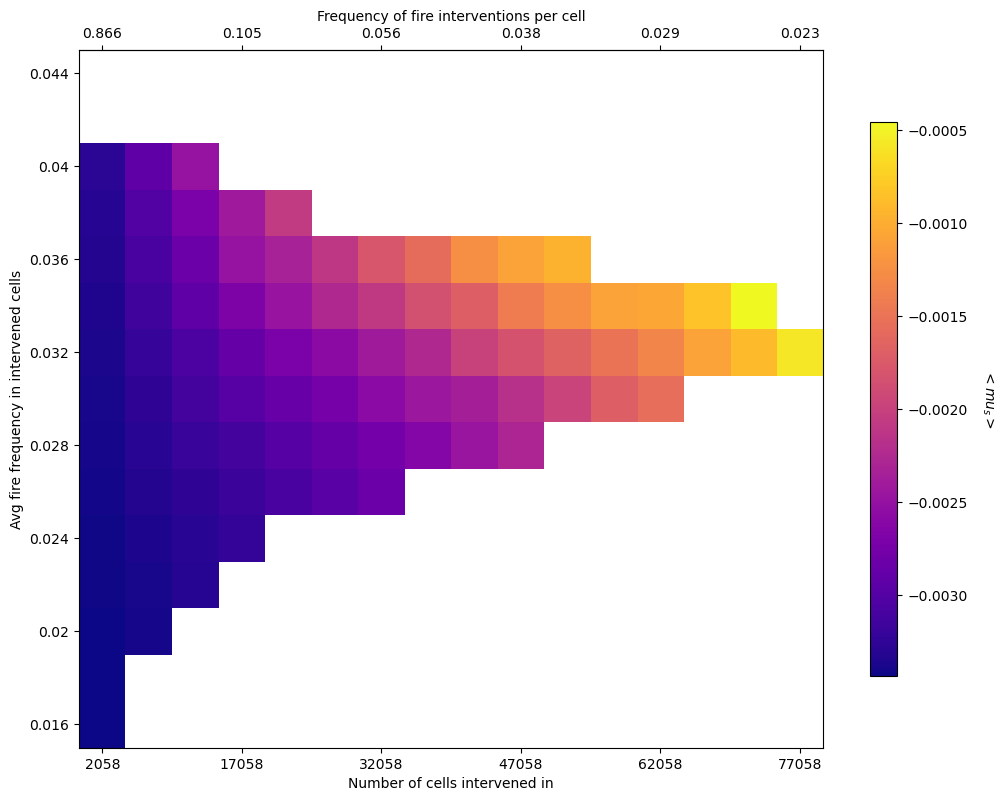 Frequency of fire interventions per cell
0.866 0.105 0.056 0.038 0.029 0.023
0.044
0.04
0.036
0.032
0.028
0.024
0.02
0.016
Avg fire frequency in intervened cells
2058 17058 32058 47058 62058 77058
Number of cells intervened in
−0.0005
−0.0010
−0.0015
−0.0020
−0.0025
−0.0030
< mu_s >